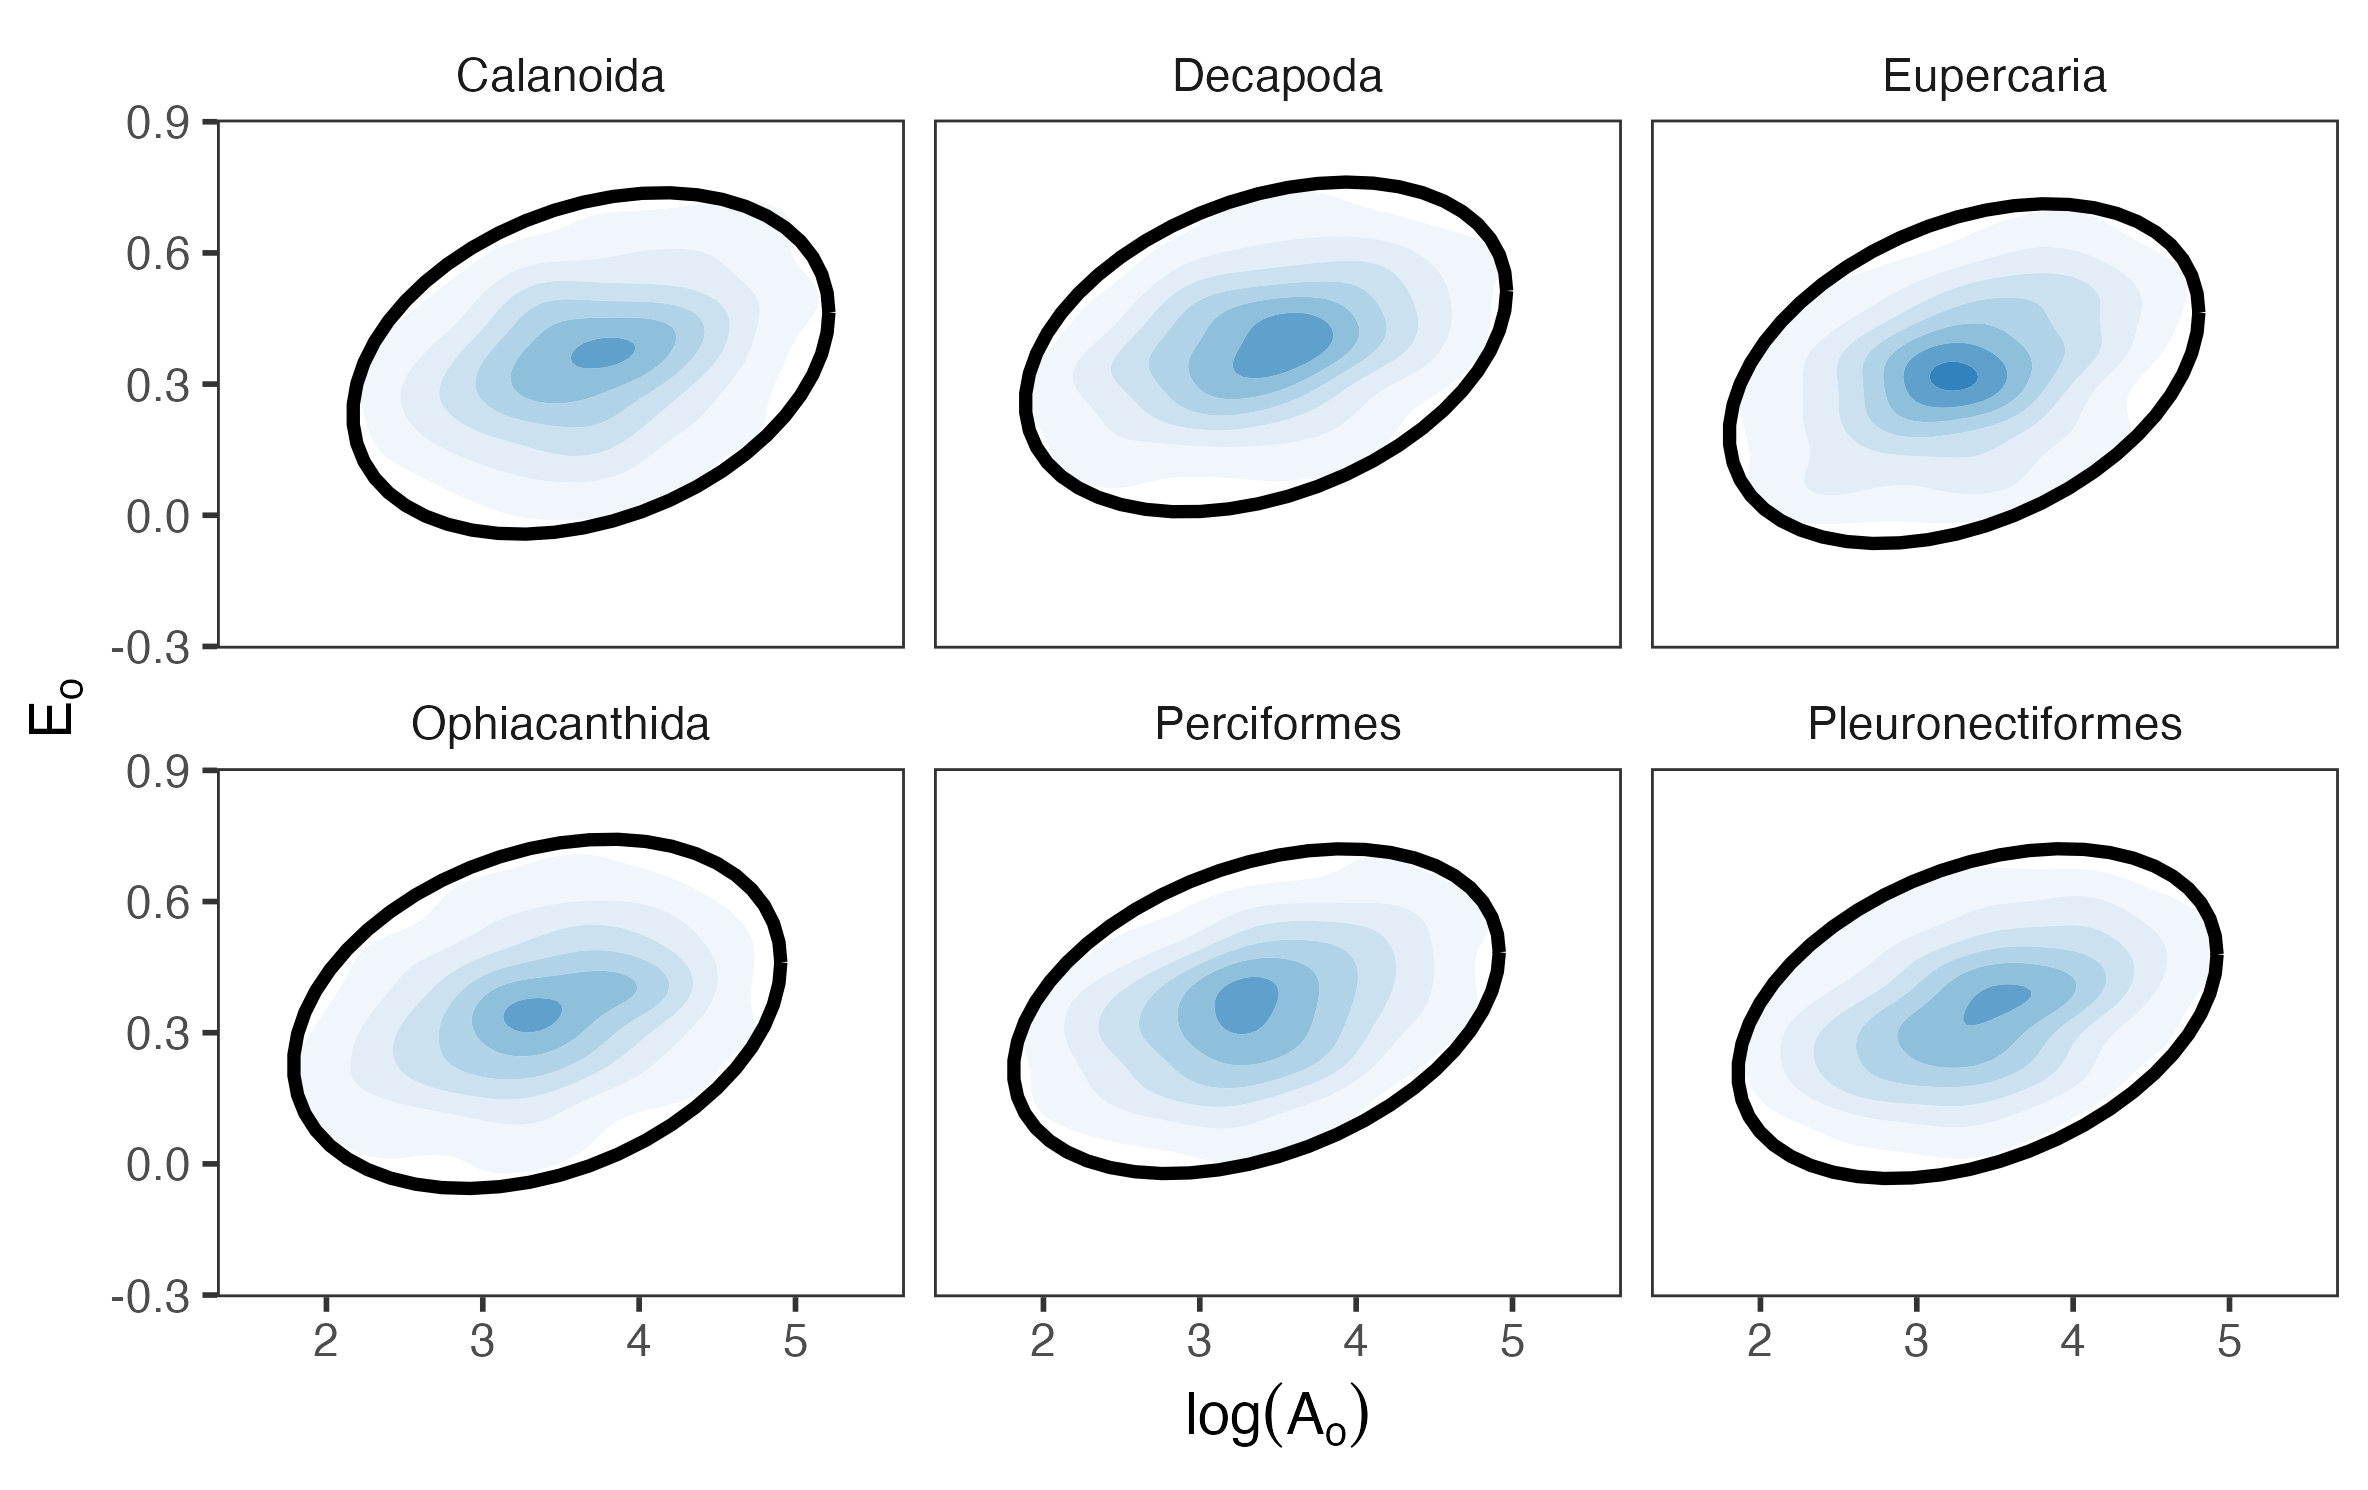 Calanoida Decapoda Eupercaria
0.9
0.6
0.3
0.0
-0.3
Eo
Ophiacanthida Perciformes Pleuronectiformes
0.9
0.6
0.3
0.0
-0.3
2 3 4 5 2 3 4 5 2 3 4 5
log(Ao)